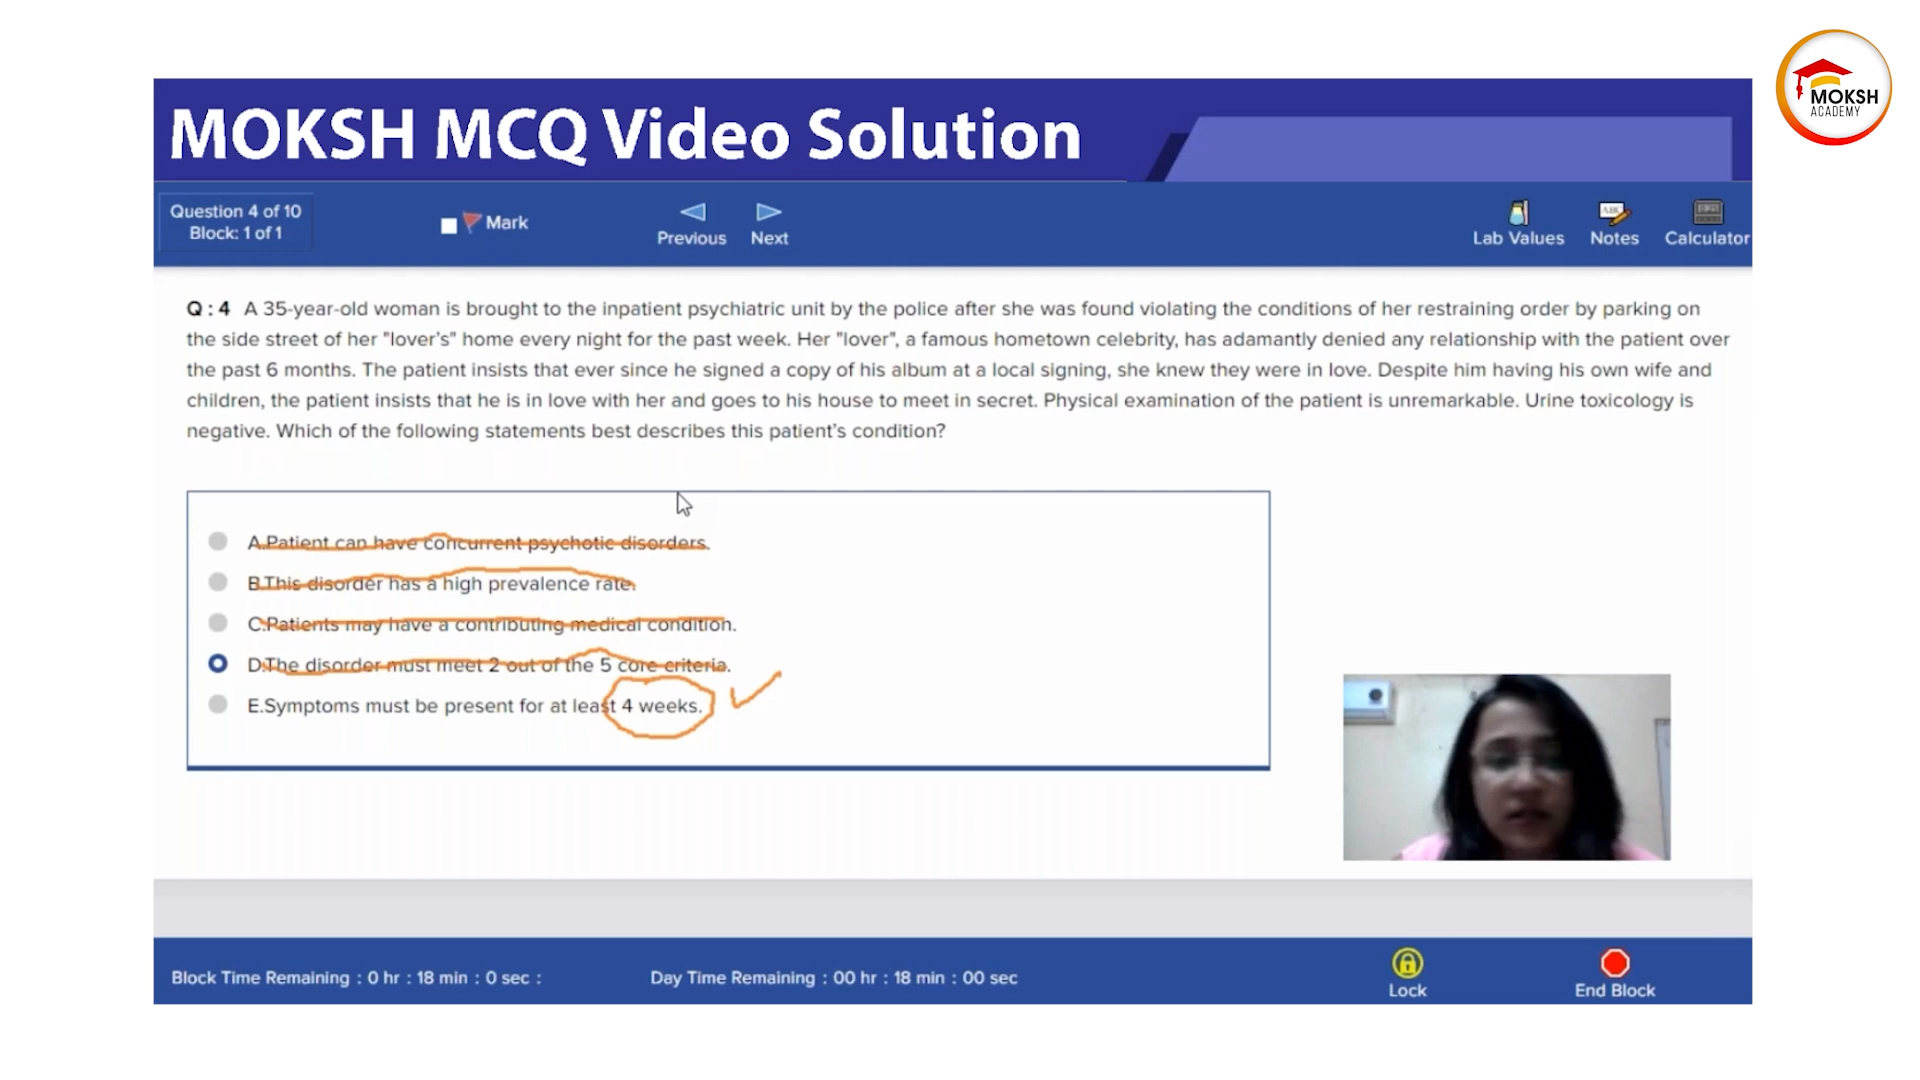 MOKSH
ACADEMY
MOKSH MCQ Video Solution
Question 4 of 10
Block: 1 of 1
Mark
Previous
Next
Lab Values
Notes
Calculator
Q : 4 A 35-year-old woman is brought to the inpatient psychiatric unit by the police after she was found violating the conditions of her restraining order by parking on
the side street of her "lover's" home every night for the past week. Her "lover", a famous hometown celebrity, has adamantly denied any relationship with the patient over
the past 6 months. The patient insists that ever since he signed a copy of his album at a local signing, she knew they were in love. Despite him having his own wife and
children, the patient insists that he is in love with her and goes to his house to meet in secret. Physical examination of the patient is unremarkable. Urine toxicology is
negative. Which of the following statements best describes this patient's condition?
A.Patient can have concurrent psychotic disorders.
B.This disorder has a high prevalence rate.
C.Patients may have a contributing medical condition.
D.The disorder must meet 2 out of the 5 core criteria.
E.Symptoms must be present for at least 4 weeks.
Block Time Remaining : 0 hr : 18 min : 0 sec :
Day Time Remaining : 00 hr : 18 min : 00 sec
Lock
End Block